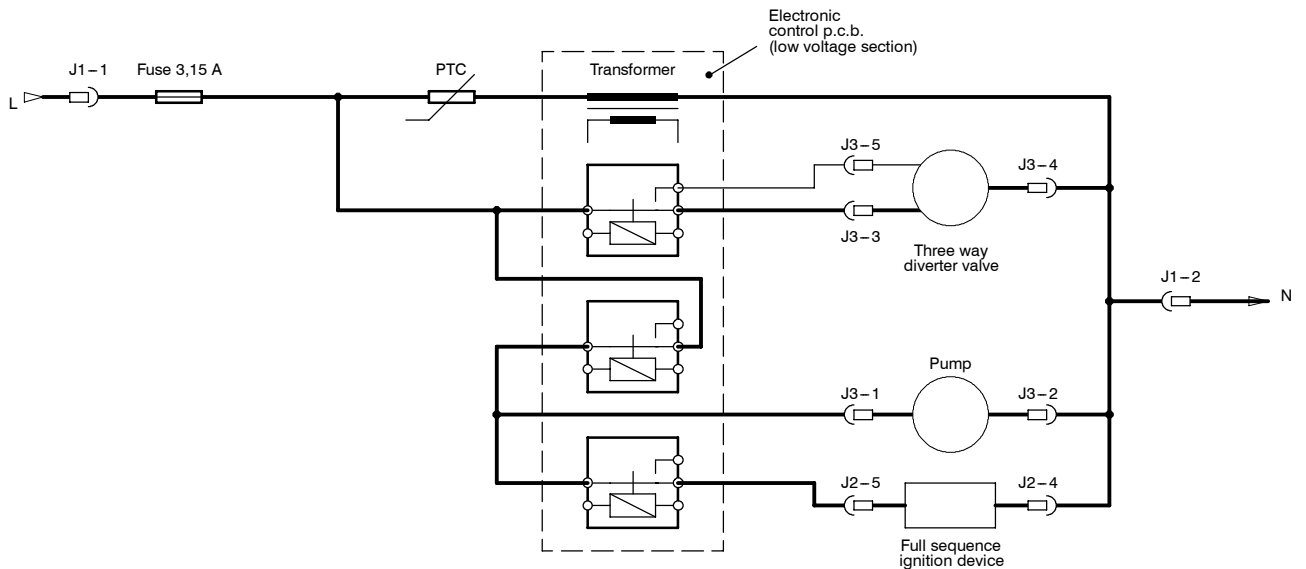 Electronic
control p.c.b.
(low voltage section)
J1-1
Fuse 3,15 A
PTC
Transformer
L
J3-5
J3-4
J3-3
Three way
diverter valve
J1-2
N
Pump
J3-1
J3-2
J2-5
J2-4
Full sequence
ignition device